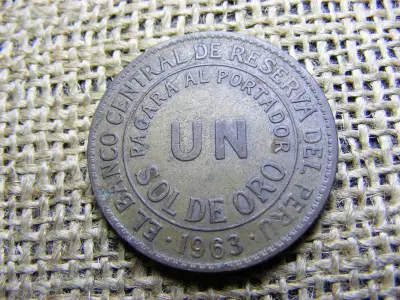 EL BANCO CENTRAL DE RESERVA DEL PERU
PAGARA AL PORTADOR
UN
SOL DE ORO
· 1963 ·